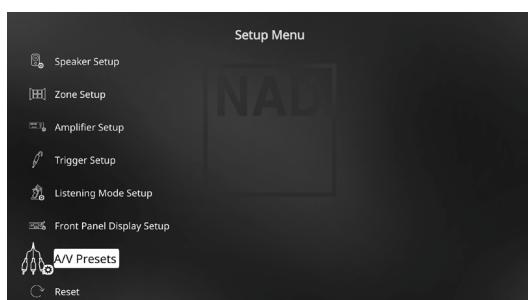 Setup Menu
Speaker Setup
Zone Setup
Amplifier Setup
Trigger Setup
Listening Mode Setup
Front Panel Display Setup
A/V Presets
Reset
NAD